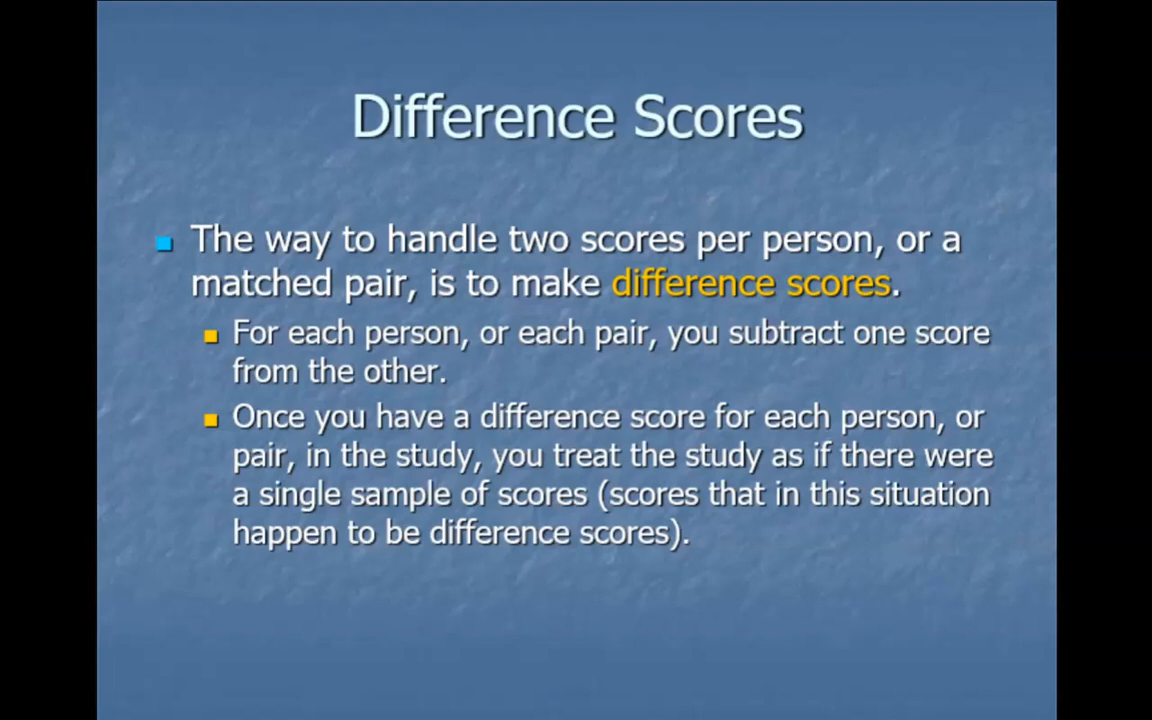 Difference Scores
The way to handle two scores per person, or a
matched pair, is to make difference scores.
For each person, or each pair, you subtract one score
from the other.
Once you have a difference score for each person, or
pair, in the study, you treat the study as if there were
a single sample of scores (scores that in this situation
happen to be difference scores).